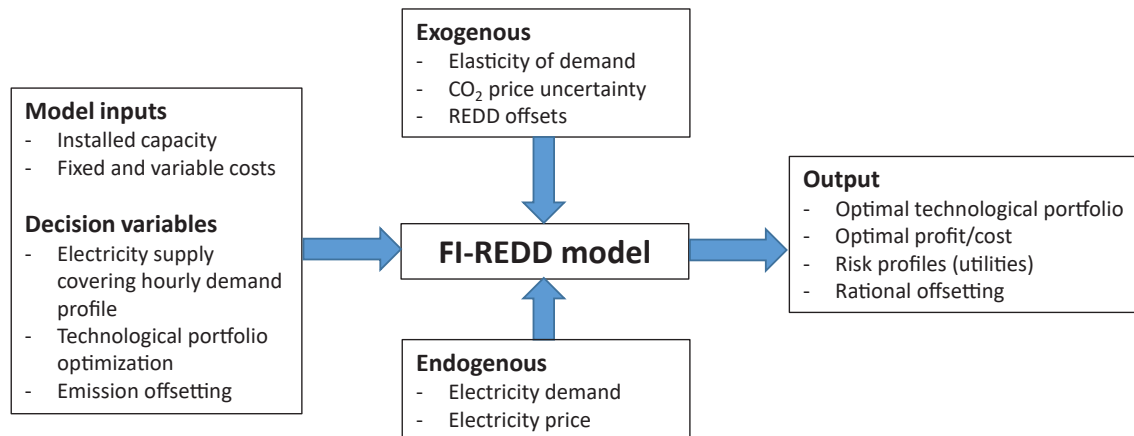 Exogenous
- Elasticity of demand
- CO₂ price uncertainty
- REDD offsets
Model inputs
- Installed capacity
- Fixed and variable costs
Decision variables
- Electricity supply
covering hourly demand
profile
- Technological portfolio
optimization
- Emission offsetting
FI-REDD model
Output
- Optimal technological portfolio
- Optimal profit/cost
- Risk profiles (utilities)
- Rational offsetting
Endogenous
- Electricity demand
- Electricity price